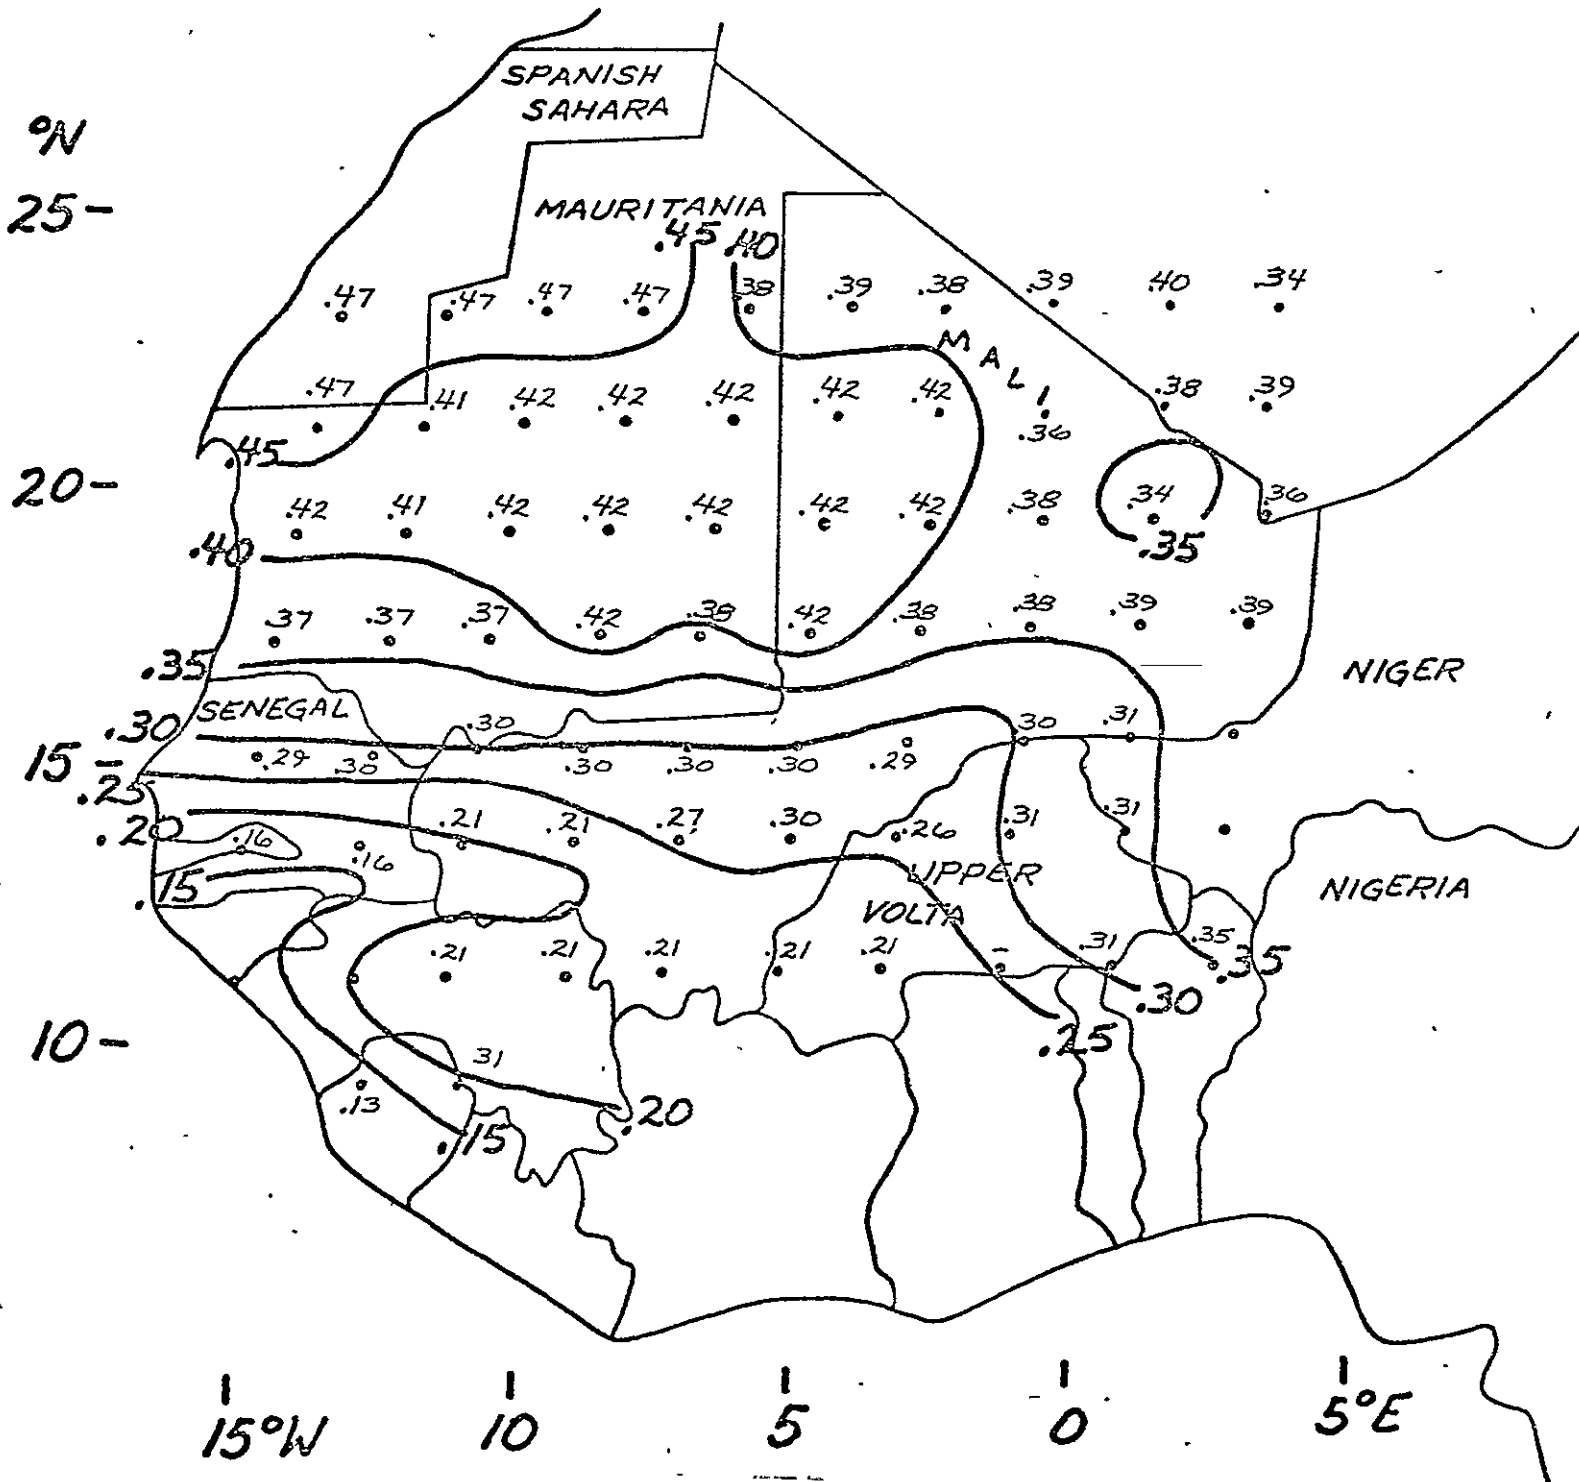 SPANISH
SAHARA
°N
25-
MAURITANIA
.45 .40
.47 .47 .47 .47 .38 .39 .38 .39 .40 .34
MALI
.47 .41 .42 .42 .42 .42 .42 .36 .38 .39
.45
20-
.42 .41 .42 .42 .42 .42 .42 .38 .34 .36
.40
.35
.37 .37 .37 .42 .38 .42 .38 .38 .39 .39
.35
NIGER
SENEGAL
.30
.30 .30 .31
15-
.29 .30 .30 .30 .30 .29
.25
.20
.16 .16 .21 .21 .27 .30 .26 .31 .31
UPPER
VOLTA
NIGERIA
.15
.21 .21 .21 .21 .21 - .31 .35
.35
.30
.25
10-
.31
.13
.20
.15
15°W 10 5 0 5°E